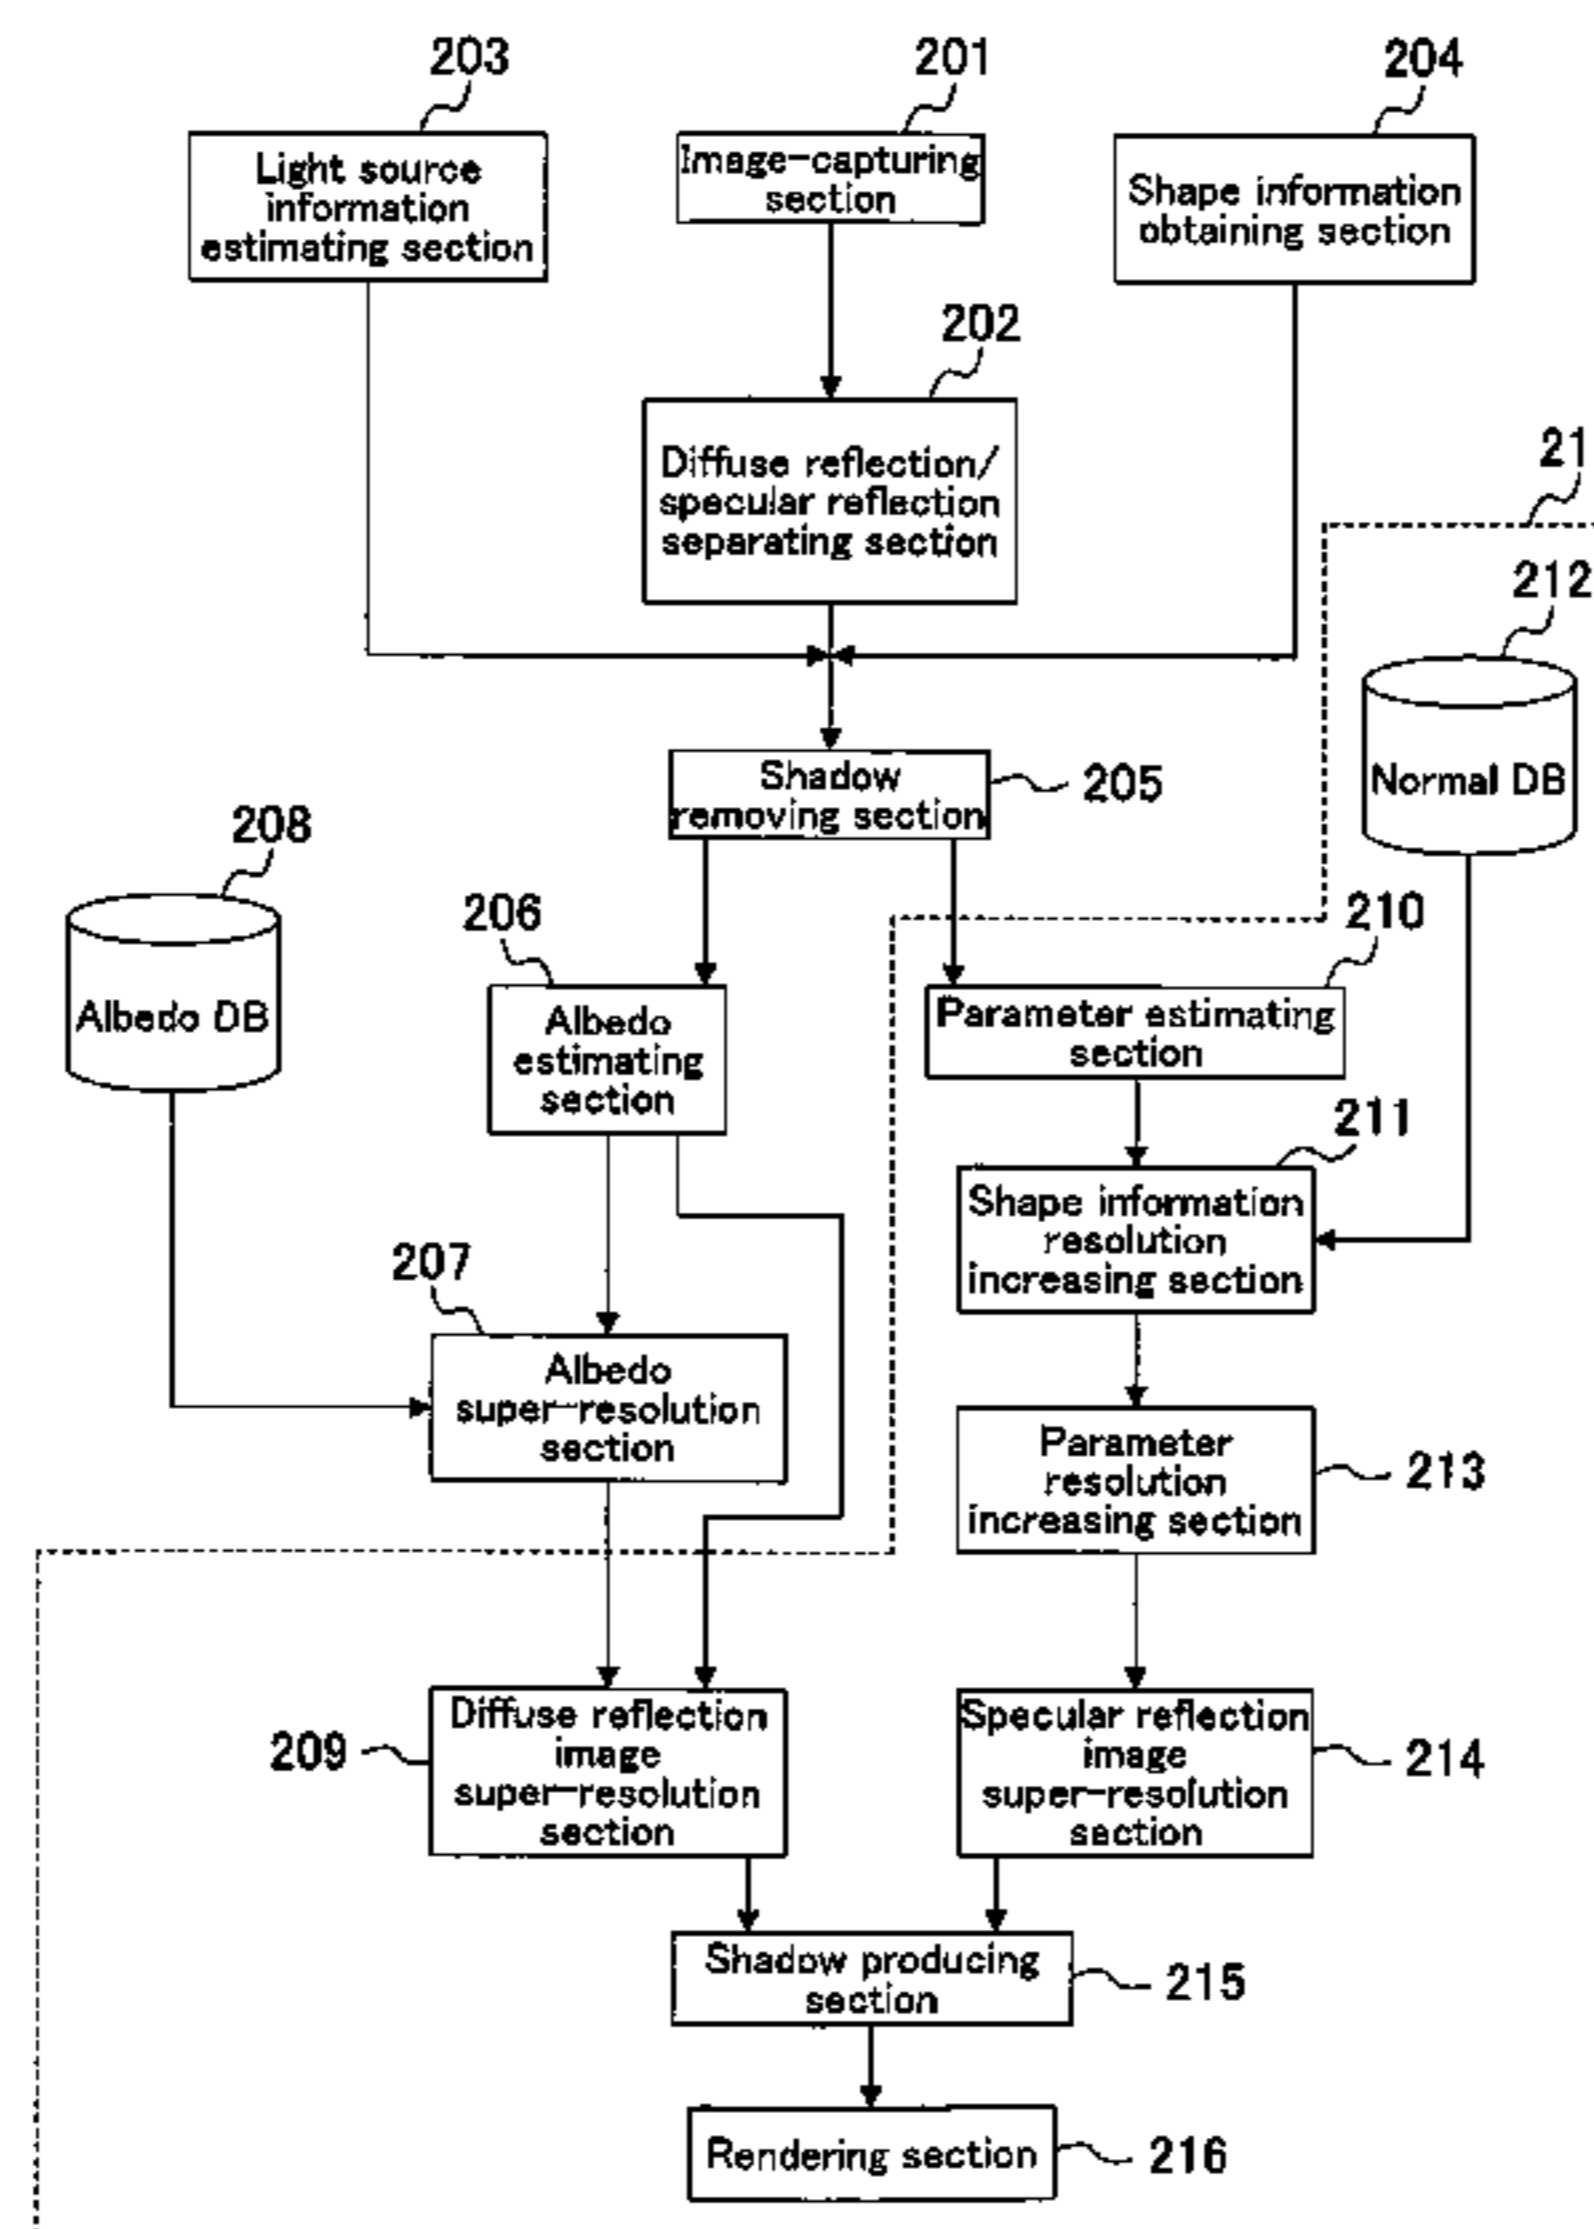 203
201
204
Light source
information
estimating section
Image-capturing
section
Shape information
obtaining section
202
Diffuse reflection/
specular reflection
separating section
21
212
Normal DB
Shadow
removing section
205
208
Albedo DB
206
Albedo
estimating
section
210
Parameter estimating
section
211
Shape information
resolution
increasing section
207
Albedo
super-resolution
section
Parameter
resolution
increasing section
213
209
Diffuse reflection
image
super-resolution
section
Specular reflection
image
super-resolution
section
214
Shadow producing
section
215
Rendering section
216